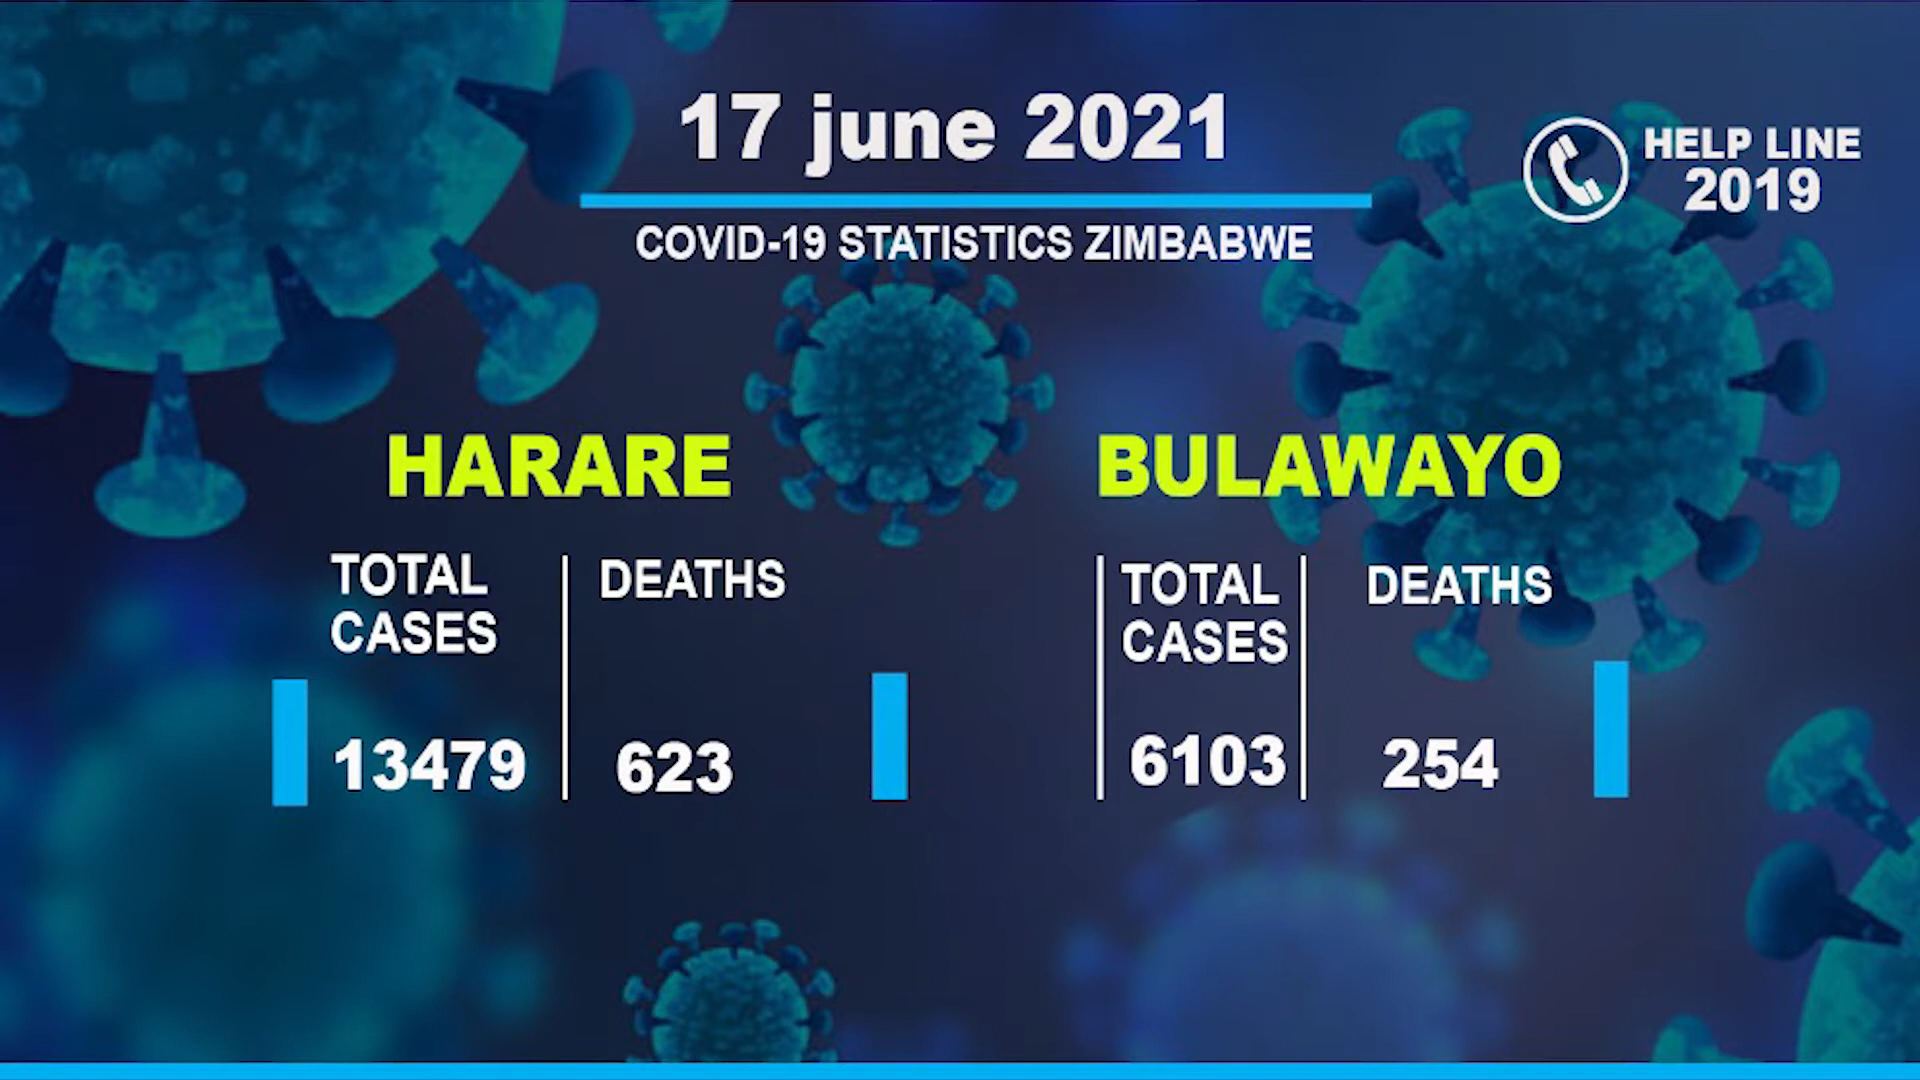 17 june 2021
COVID-19 STATISTICS ZIMBABWE
HELP LINE
2019
HARARE
TOTAL
CASES
DEATHS
13479
623
BULAWAYO
TOTAL
CASES
DEATHS
6103
254